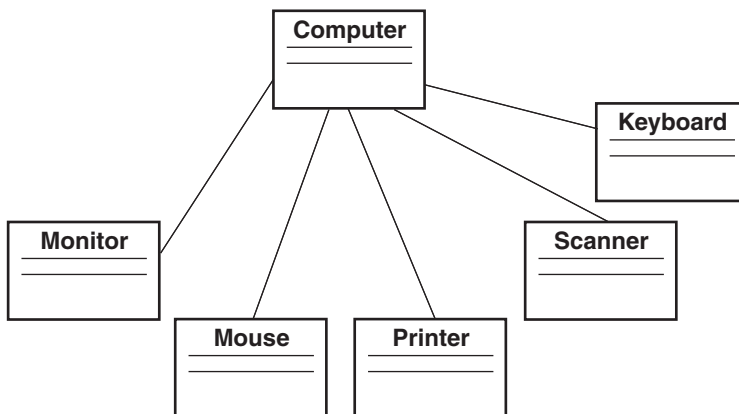 Computer
Keyboard
Monitor
Scanner
Mouse
Printer